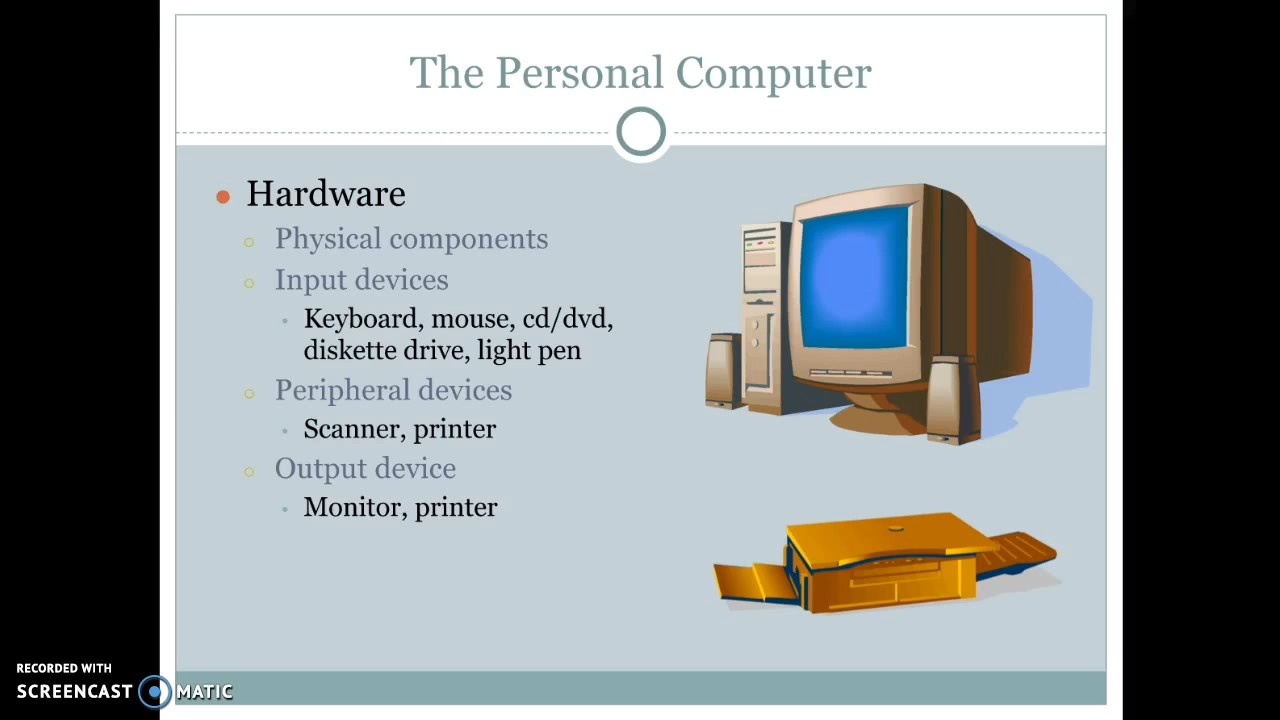 The Personal Computer
Hardware
Physical components
Input devices
Keyboard, mouse, cd/dvd,
diskette drive, light pen
Peripheral devices
Scanner, printer
Output device
Monitor, printer
RECORDED WITH
SCREENCAST MATIC